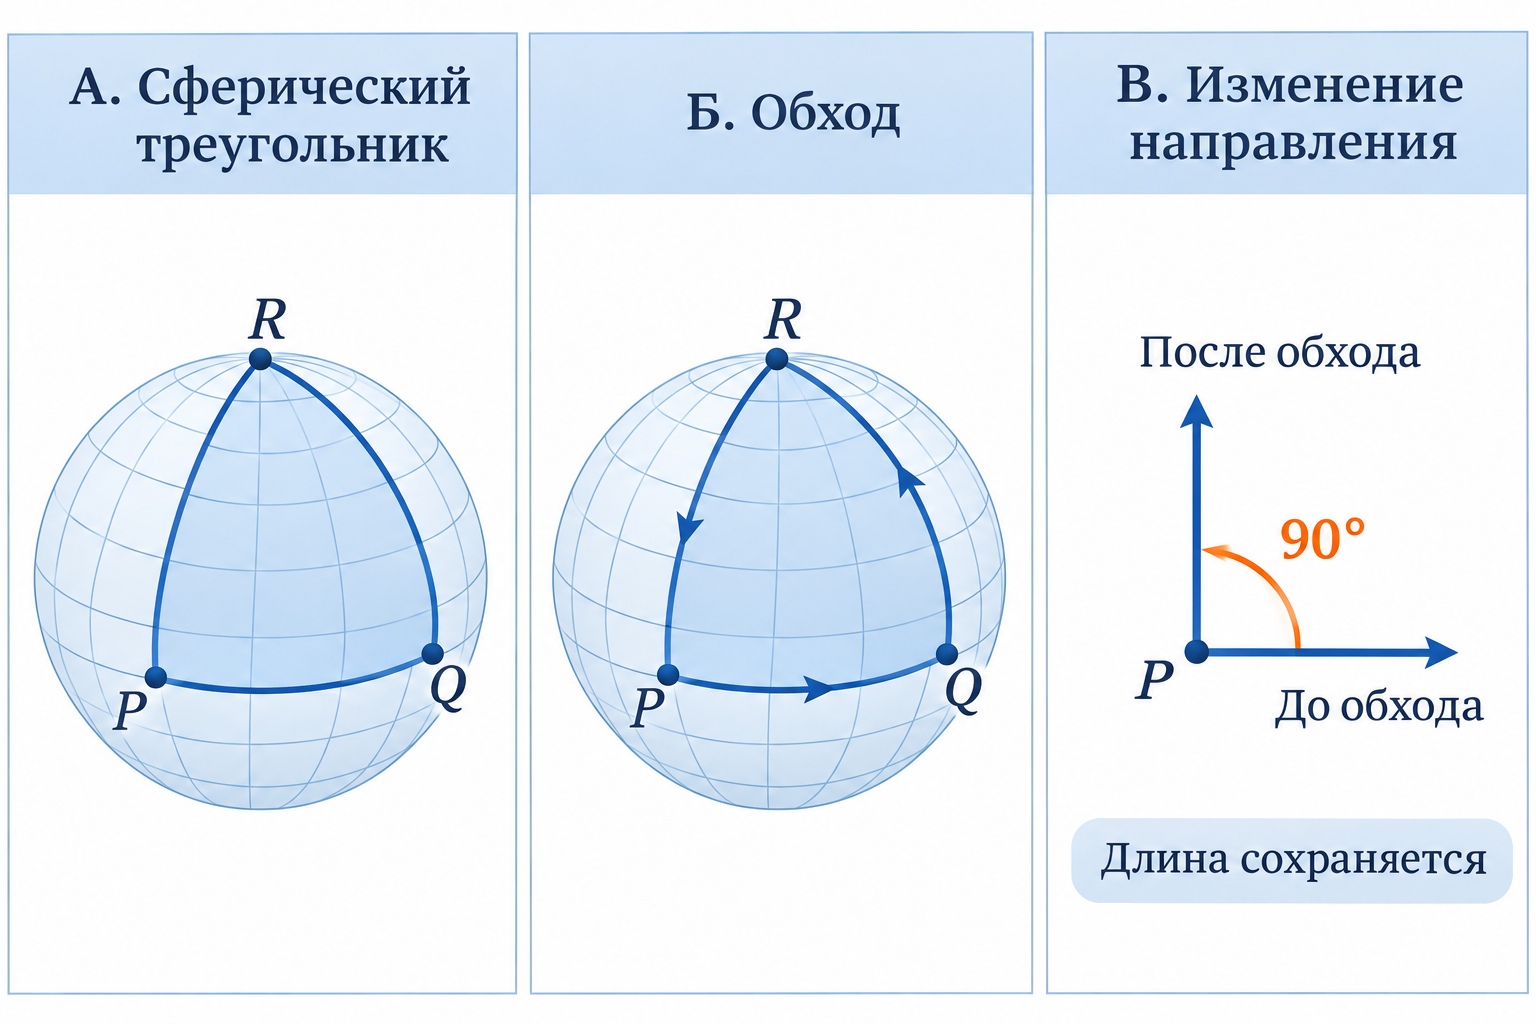 А. Сферический
треугольник
R
P
Q
Б. Обход
R
P
Q
В. Изменение
направления
После обхода
90°
P
До обхода
Длина сохраняется